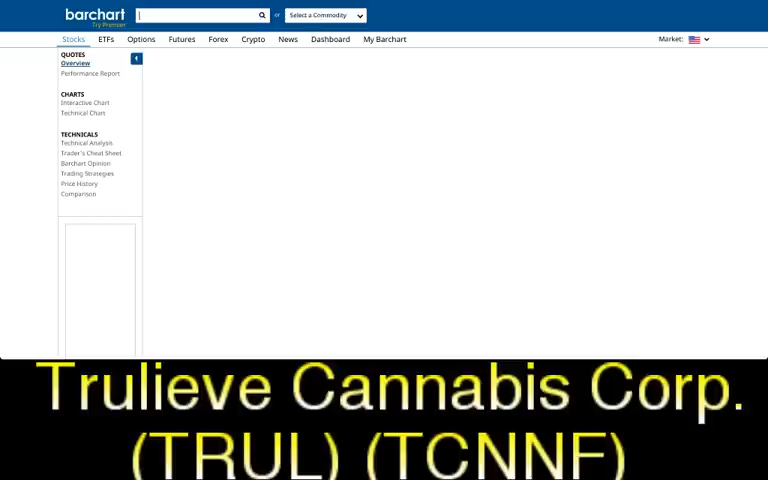 barchart
Try Premier
or
Select a Commodity
Stocks ETFs Options Futures Forex Crypto News Dashboard My Barchart
Market:
QUOTES
Overview
Performance Report
CHARTS
Interactive Chart
Technical Chart
TECHNICALS
Technical Analysis
Trader's Cheat Sheet
Barchart Opinion
Trading Strategies
Price History
Comparison
Trulieve Cannabis Corp.
(TRUL) (TCNNF)